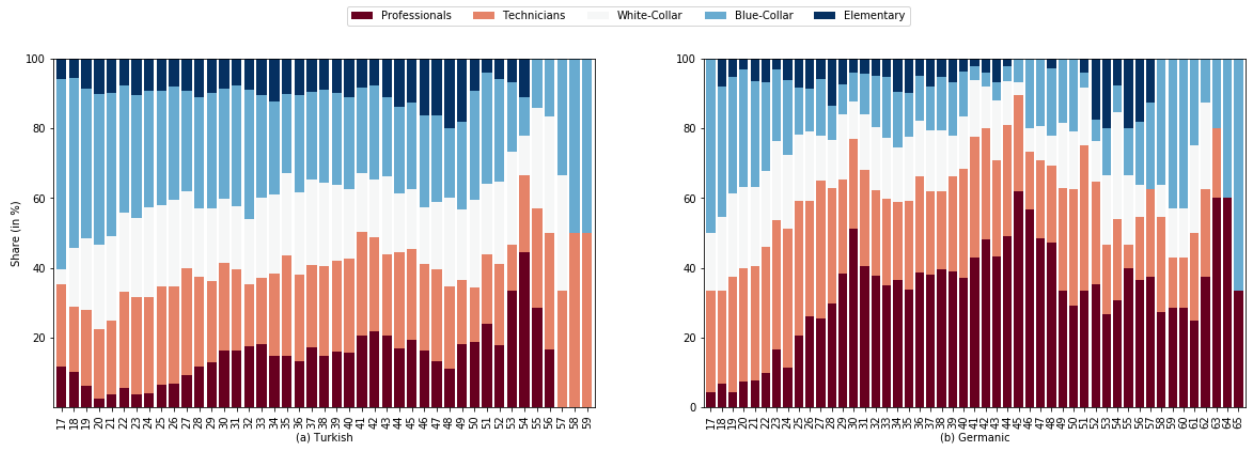 Professionals Technicians White-Collar Blue-Collar Elementary
Share (in %)
100
80
60
40
20
17 18 19 20 21 22 23 24 25 26 27 28 29 30 31 32 33 34 35 36 37 38 39 40 41 42 43 44 45 46 47 48 49 50 51 52 53 54 55 56 57 58 59
(a) Turkish
100
80
60
40
20
0
17 18 19 20 21 22 23 24 25 26 27 28 29 30 31 32 33 34 35 36 37 38 39 40 41 42 43 44 45 46 47 48 49 50 51 52 53 54 55 56 57 58 59 60 61 62 63 64 65
(b) Germanic